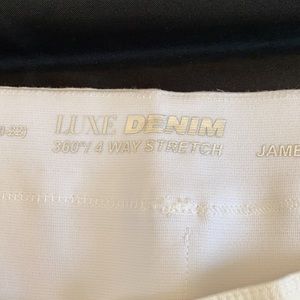 LUXE DENIM
360°/ 4 WAY STRETCH JAME